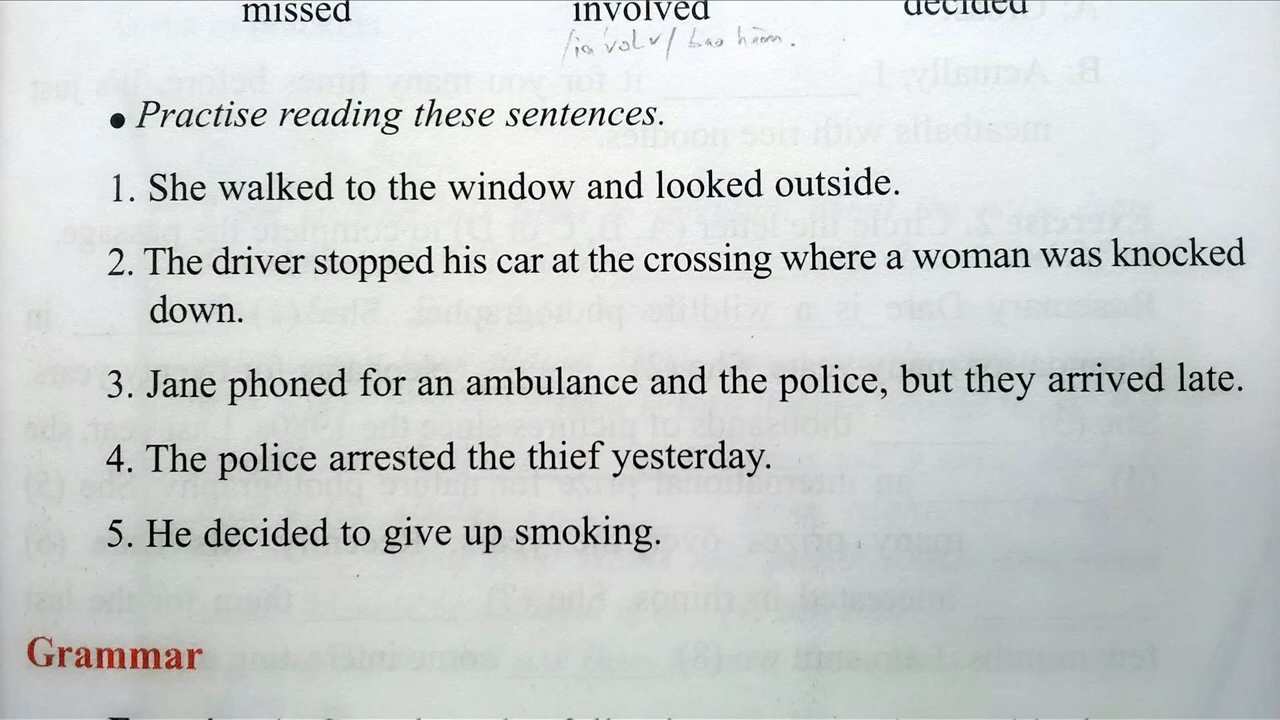 missed involved decided
/in'volv/ bao hàm.
• Practise reading these sentences.
1. She walked to the window and looked outside.
2. The driver stopped his car at the crossing where a woman was knocked
down.
3. Jane phoned for an ambulance and the police, but they arrived late.
4. The police arrested the thief yesterday.
5. He decided to give up smoking.
Grammar